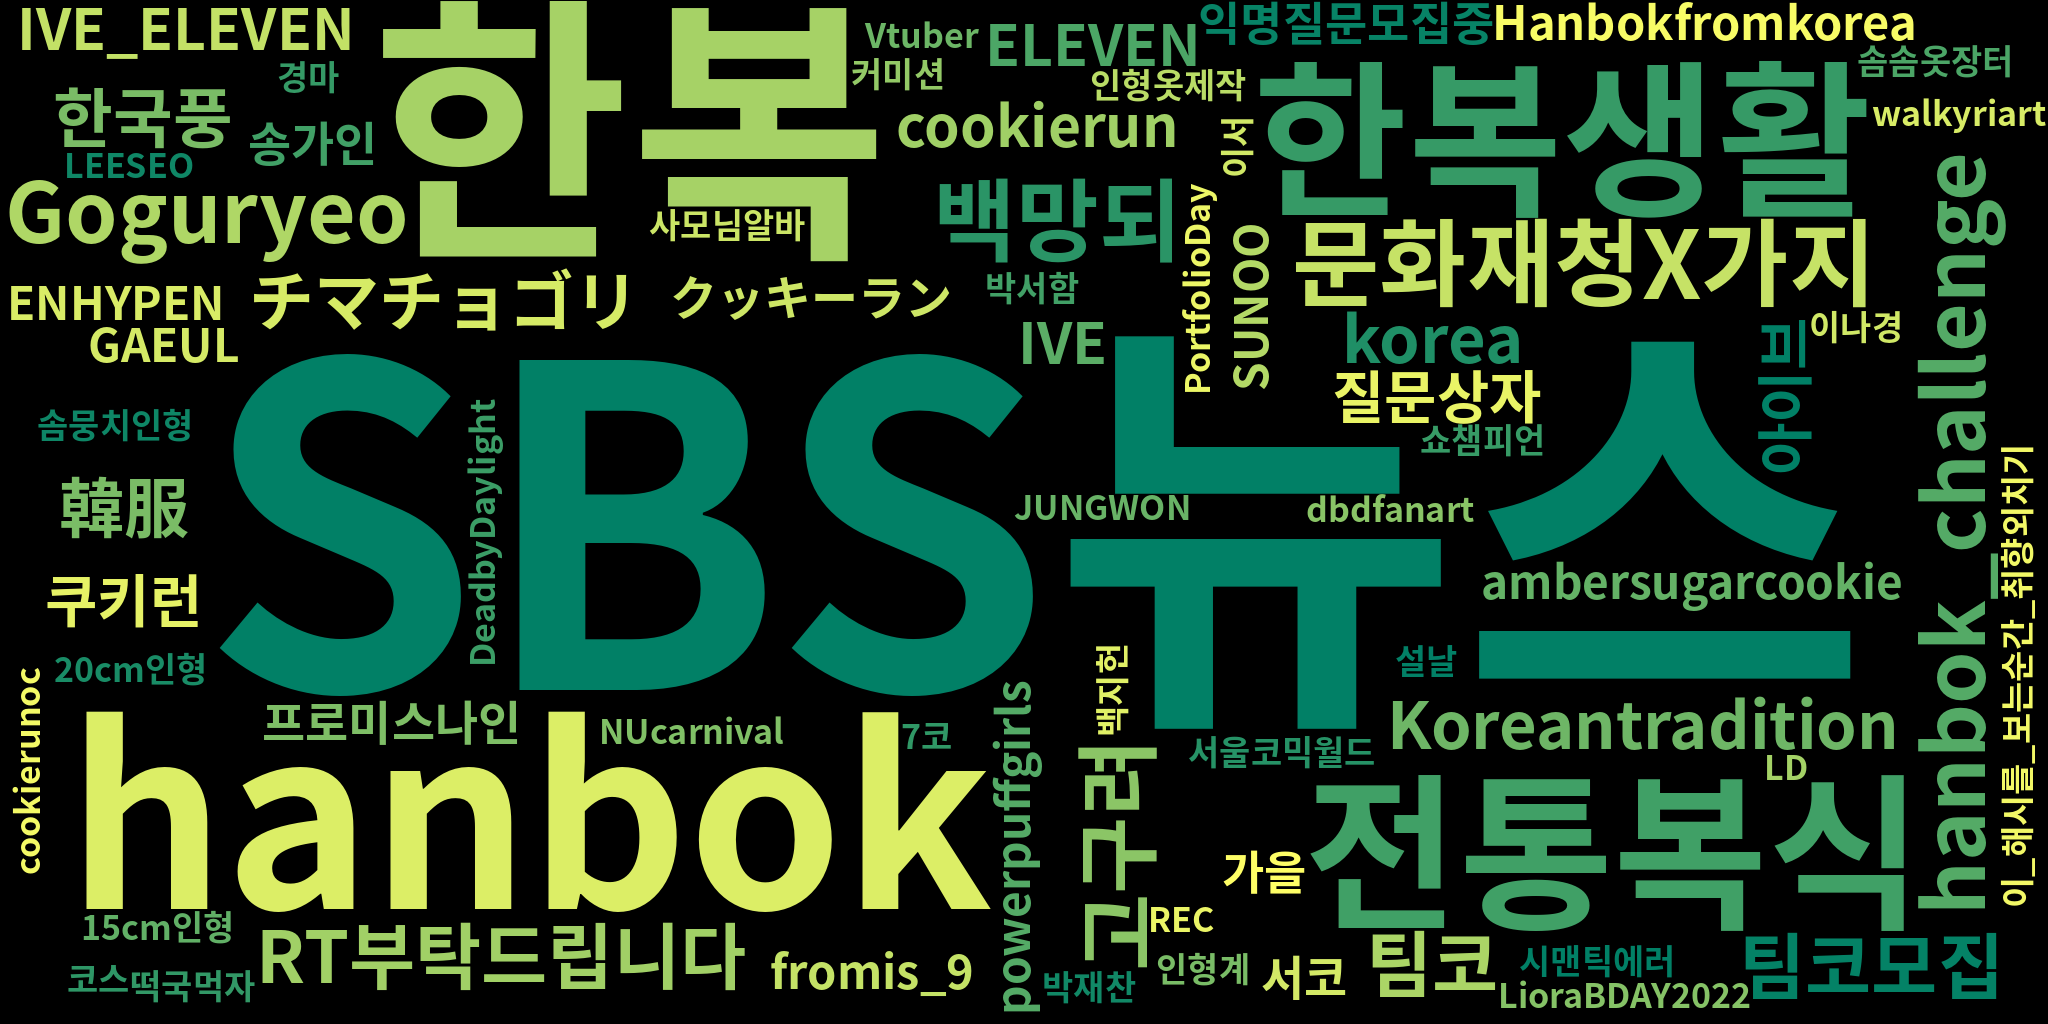 IVE_ELEVEN
한복
Vtuber
ELEVEN
익명질문모집중
Hanbokfromkorea
경마
커미션
인형옷제작
솜솜옷장터
한국풍
송가인
cookierun
이서
한복생활
walkyriart
LEESEO
Goguryeo
사모님알바
백망되
PortfolioDay
SUNOO
문화재청X가지
hanbok_challenge
ENHYPEN
チマチョゴリ
クッキーラン
박서함
GAEUL
IVE
korea
아이브
이나경
질문상자
쇼챔피언
솜뭉치인형
DeadbyDaylight
SBS뉴스
이_해시를_보는순간_취향외치기
韓服
JUNGWON
dbdfanart
쿠키런
ambersugarcookie
20cm인형
백지헌
설날
cookierunoc
프로미스나인
NUcarnival
7코
powerpuffgirls
서울코믹월드
Koreantradition
LD
hanbok
고구려
가을
전통복식
15cm인형
RT부탁드립니다
REC
코스떡국먹자
fromis_9
박재찬
인형계
서코
팀코
시맨틱에러
LioraBDAY2022
팀코모집